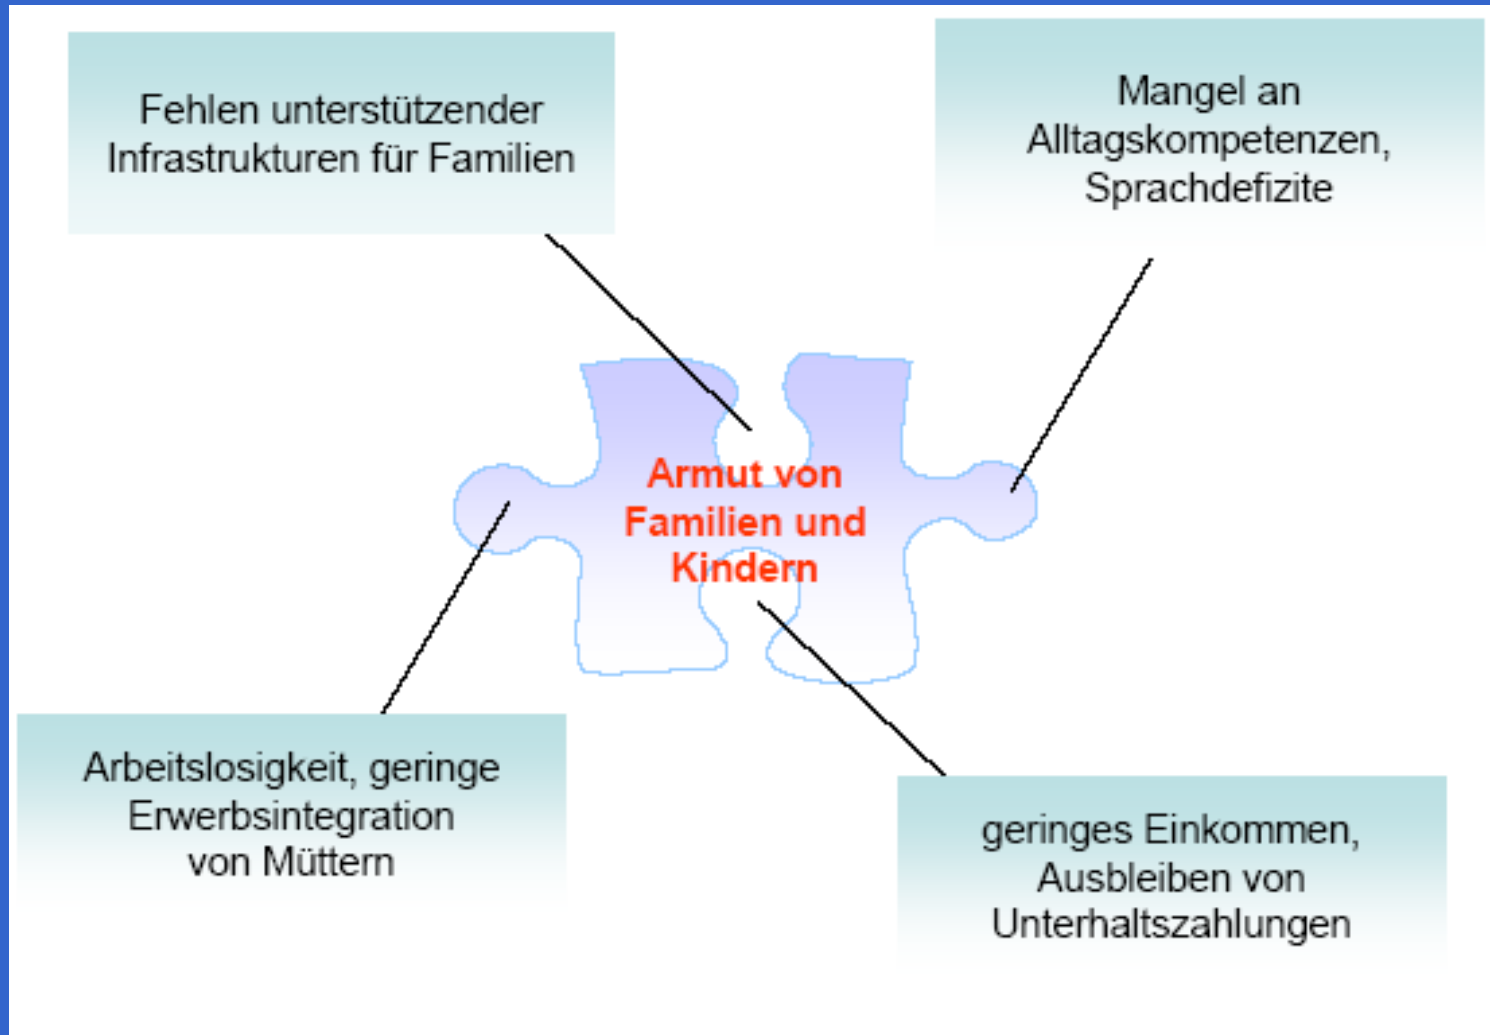 Fehlen unterstützender
Infrastrukturen für Familien
Mangel an
Alltagskompetenzen,
Sprachdefizite
Armut von
Familien und
Kindern
Arbeitslosigkeit, geringe
Erwerbsintegration
von Müttern
geringes Einkommen,
Ausbleiben von
Unterhaltszahlungen